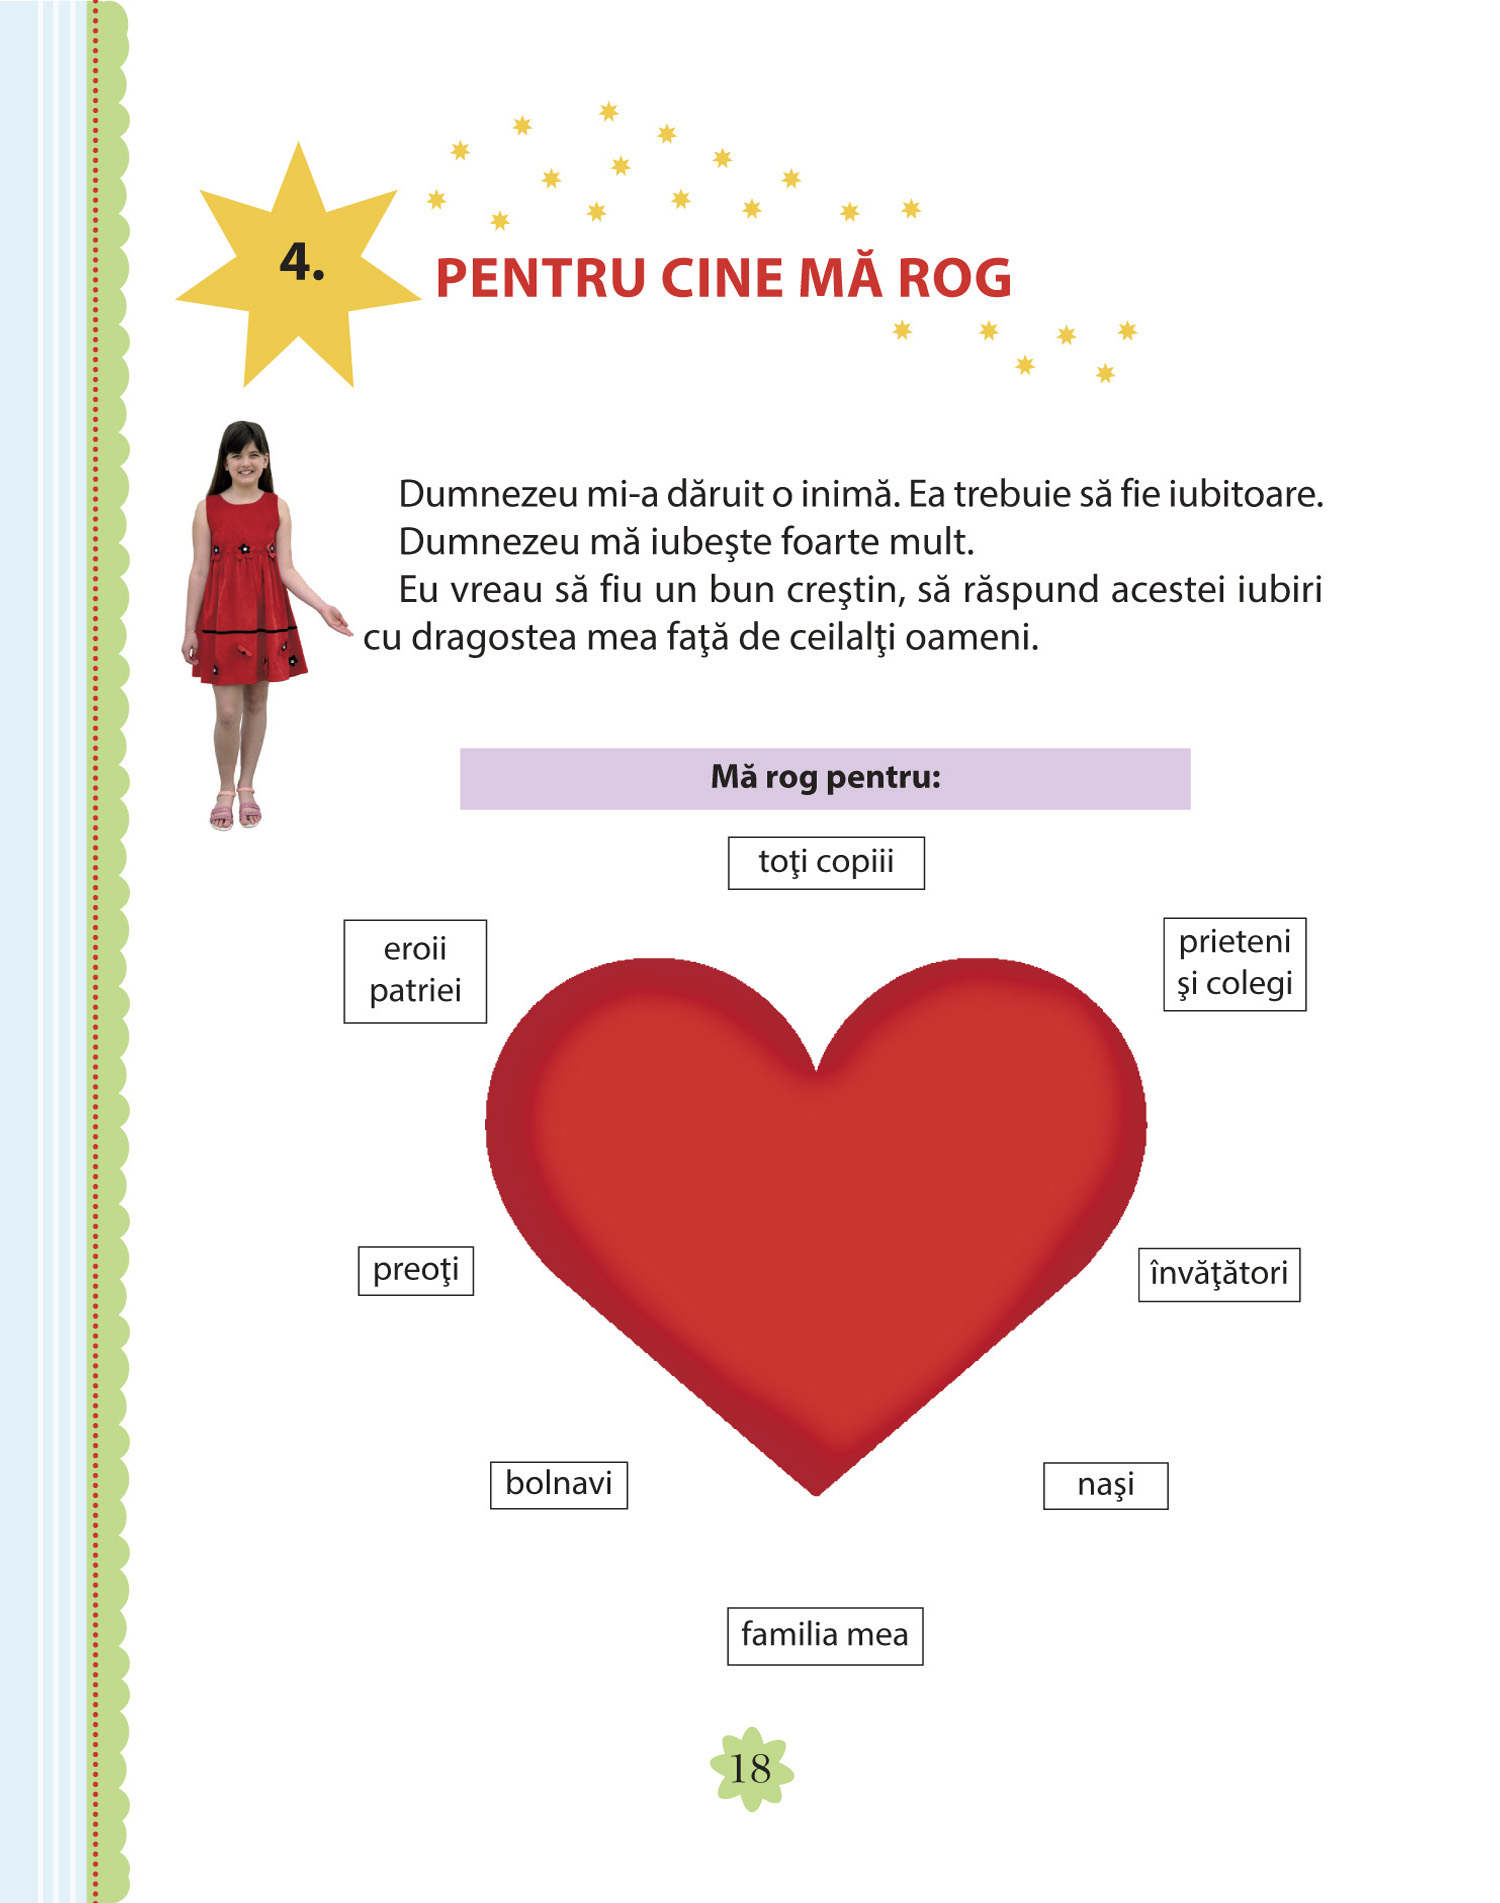 4.
PENTRU CINE MĂ ROG
Dumnezeu mi-a dăruit o inimă. Ea trebuie să fie iubitoare.
Dumnezeu mă iubeşte foarte mult.
Eu vreau să fiu un bun creştin, să răspund acestei iubiri
cu dragostea mea faţă de ceilalţi oameni.
Mă rog pentru:
toţi copiii
eroii
patriei
prieteni
şi colegi
preoţi
învăţători
bolnavi
naşi
familia mea
18